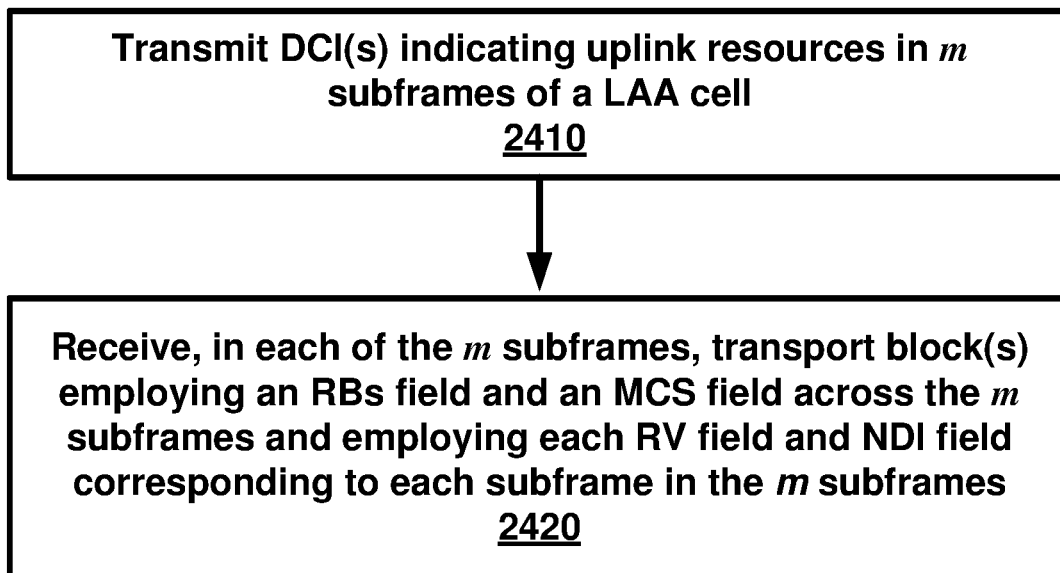 Transmit DCI(s) indicating uplink resources in m
subframes of a LAA cell
2410
Receive, in each of the m subframes, transport block(s)
employing an RBs field and an MCS field across the m
subframes and employing each RV field and NDI field
corresponding to each subframe in the m subframes
2420